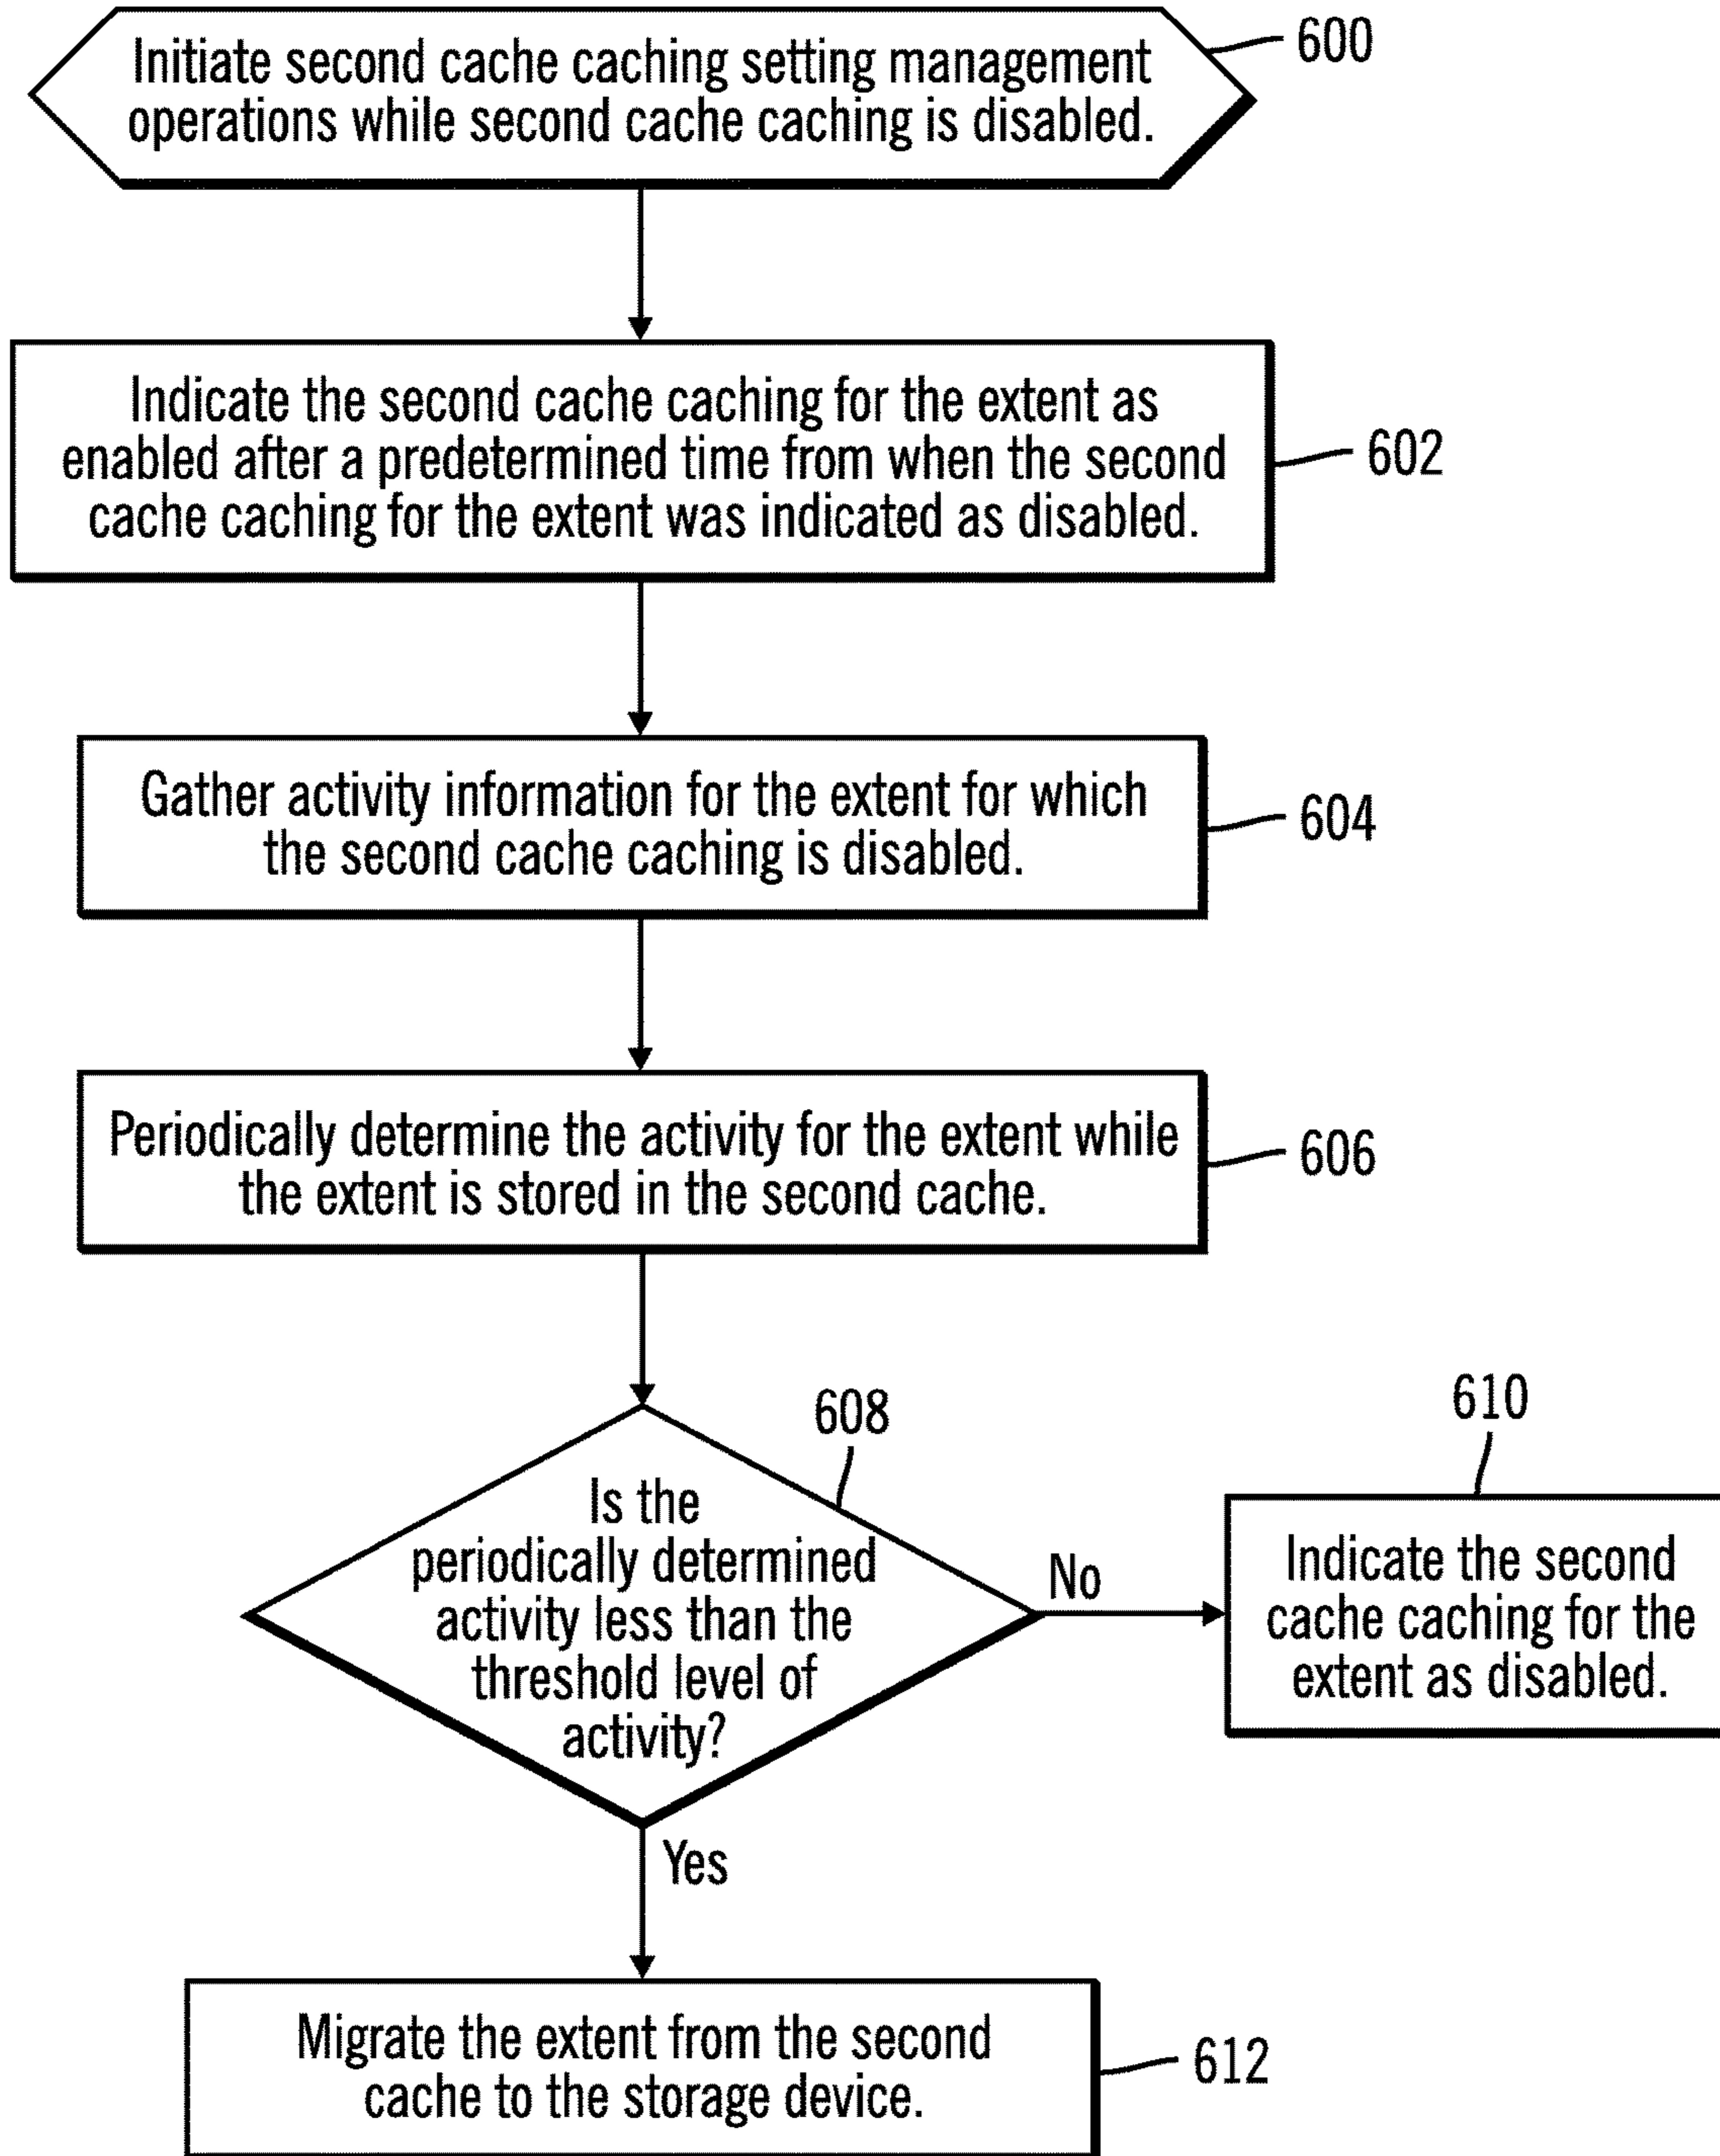 Initiate second cache caching setting management
operations while second cache caching is disabled.
600
Indicate the second cache caching for the extent as
enabled after a predetermined time from when the second
cache caching for the extent was indicated as disabled.
602
Gather activity information for the extent for which
the second cache caching is disabled.
604
Periodically determine the activity for the extent while
the extent is stored in the second cache.
606
608
Is the
periodically determined
activity less than the
threshold level of
activity?
No
610
Indicate the second
cache caching for the
extent as disabled.
Yes
Migrate the extent from the second
cache to the storage device.
612